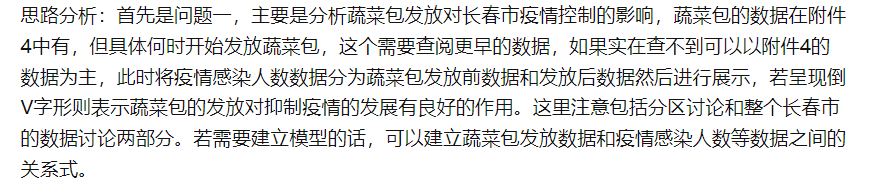 思路分析：首先是问题一，主要是分析蔬菜包发放对长春市疫情控制的影响，蔬菜包的数据在附件
4中有，但具体何时开始发放蔬菜包，这个需要查阅更早的数据，如果实在查不到可以以附件4的
数据为主，此时将疫情感染人数数据分为蔬菜包发放前数据和发放后数据然后进行展示，若呈现倒
V字形则表示蔬菜包的发放对抑制疫情的发展有良好的作用。这里注意包括分区讨论和整个长春市
的数据讨论两部分。若需要建立模型的话，可以建立蔬菜包发放数据和疫情感染人数等数据之间的
关系式。